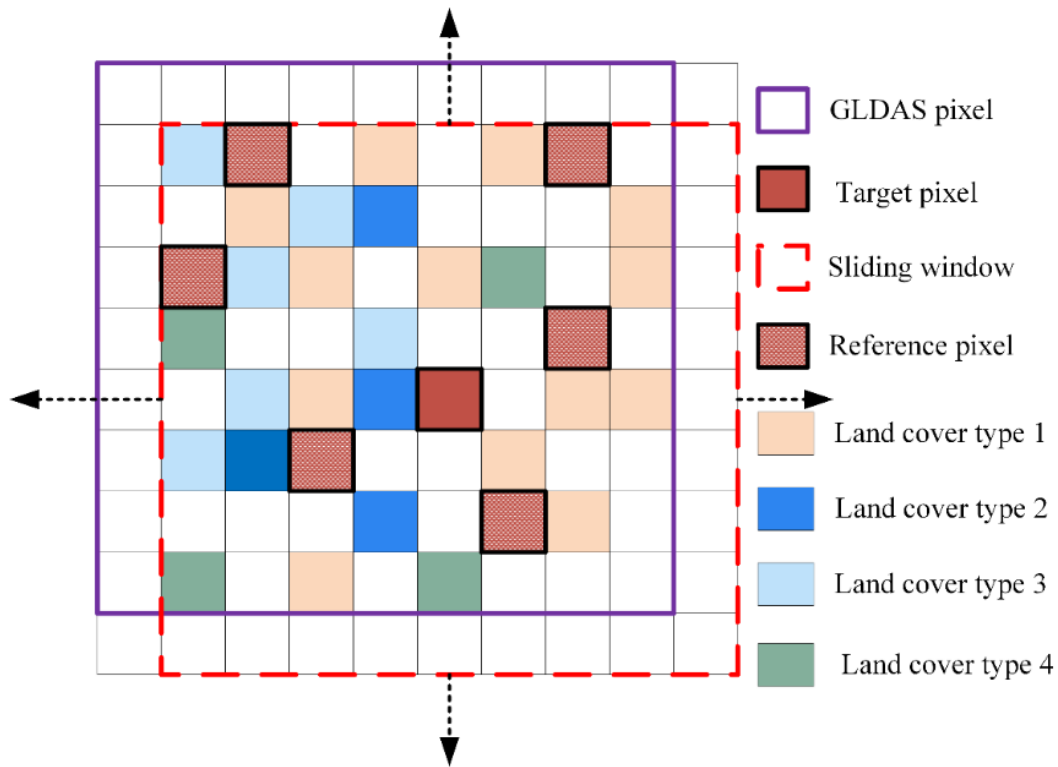 GLDAS pixel
Target pixel
Sliding window
Reference pixel
Land cover type 1
Land cover type 2
Land cover type 3
Land cover type 4